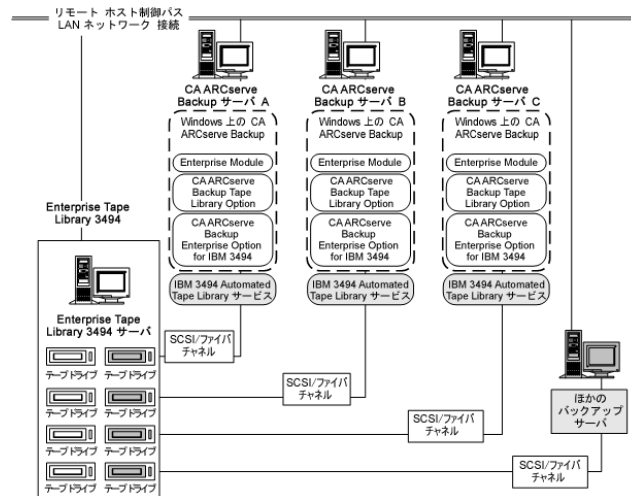 リモート ホスト制御パス
LAN ネットワーク 接続
CA ARCserve
Backup サーバ A
Windows 上の CA
ARCserve Backup
Enterprise Module
CA ARCserve
Backup Tape
Library Option
CA ARCserve
Backup
Enterprise Option
for IBM 3494
IBM 3494 Automated
Tape Library サービス
CA ARCserve
Backup サーバ B
Windows 上の CA
ARCserve Backup
Enterprise Module
CA ARCserve
Backup Tape
Library Option
CA ARCserve
Backup
Enterprise Option
for IBM 3494
IBM 3494 Automated
Tape Library サービス
CA ARCserve
Backup サーバ C
Windows 上の CA
ARCserve Backup
Enterprise Module
CA ARCserve
Backup Tape
Library Option
CA ARCserve
Backup
Enterprise Option
for IBM 3494
IBM 3494 Automated
Tape Library サービス
Enterprise Tape
Library 3494
Enterprise Tape
Library 3494 サーバ
テープドライブ テープドライブ
テープドライブ テープドライブ
テープドライブ テープドライブ
テープドライブ テープドライブ
SCSI/ファイバ
チャネル
SCSI/ファイバ
チャネル
SCSI/ファイバ
チャネル
SCSI/ファイバ
チャネル
ほかの
バックアップ
サーバ